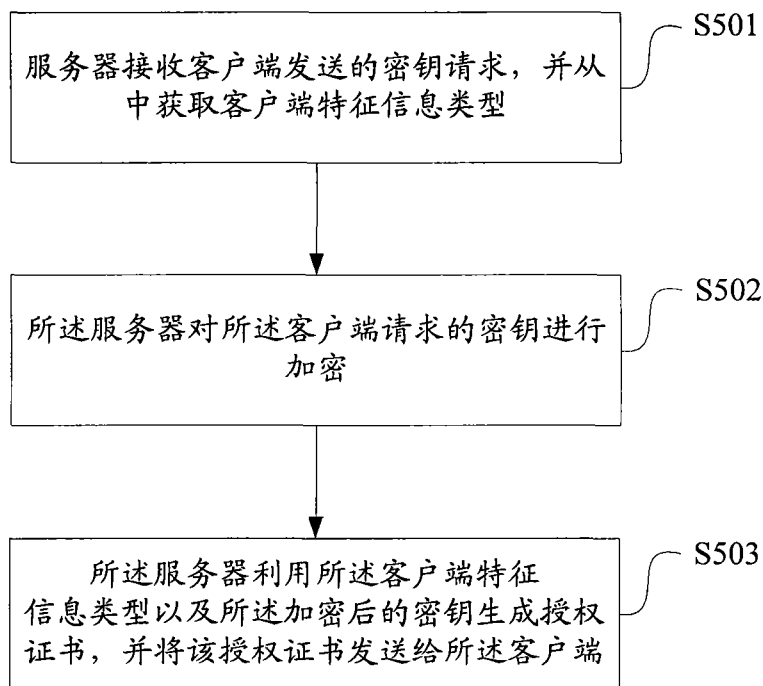 S501
服务器接收客户端发送的密钥请求，并从
中获取客户端特征信息类型
S502
所述服务器对所述客户端请求的密钥进行
加密
S503
所述服务器利用所述客户端特征
信息类型以及所述加密后的密钥生成授权
证书，并将该授权证书发送给所述客户端